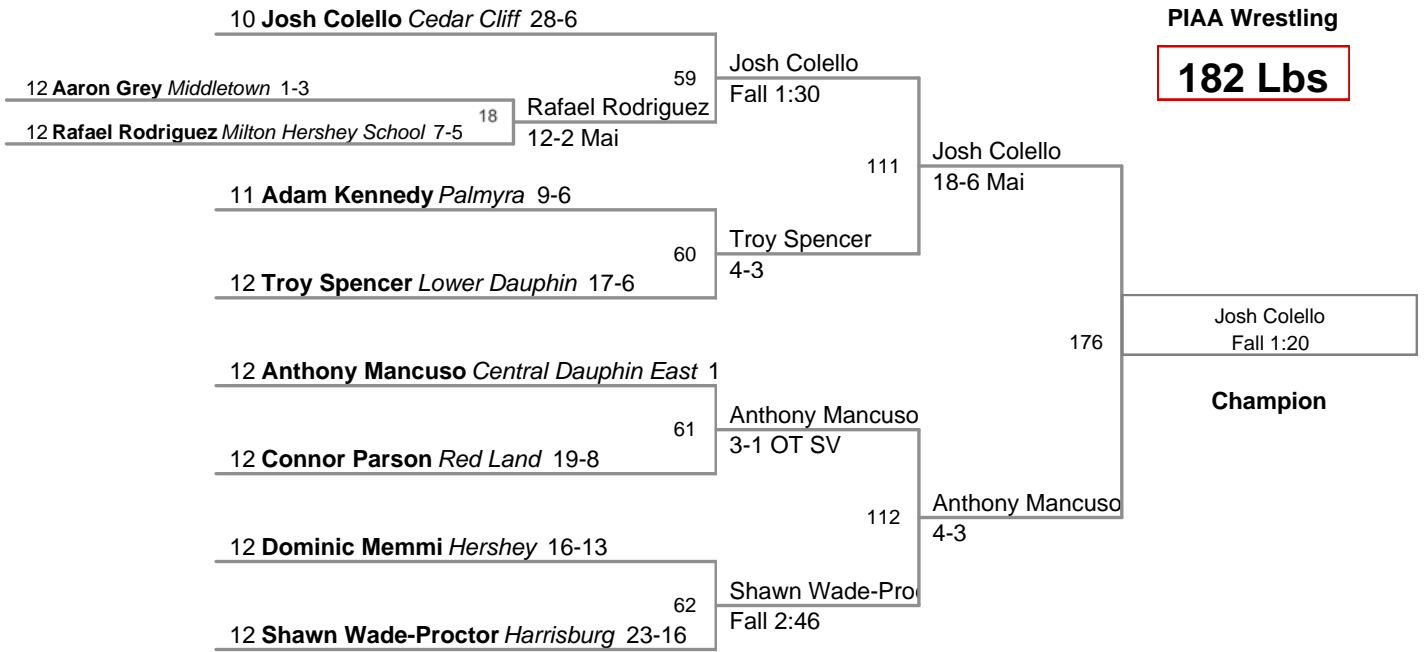 10 Josh Colello Cedar Cliff 28-6
PIAA Wrestling
182 Lbs
59
Josh Colello
Fall 1:30
12 Aaron Grey Middletown 1-3
18
Rafael Rodriguez
12-2 Mai
12 Rafael Rodriguez Milton Hershey School 7-5
111
Josh Colello
18-6 Mai
11 Adam Kennedy Palmyra 9-6
60
Troy Spencer
4-3
12 Troy Spencer Lower Dauphin 17-6
176
Josh Colello
Fall 1:20
Champion
12 Anthony Mancuso Central Dauphin East 1
61
Anthony Mancuso
3-1 OT SV
12 Connor Parson Red Land 19-8
112
Anthony Mancuso
4-3
12 Dominic Memmi Hershey 16-13
62
Shawn Wade-Pro
Fall 2:46
12 Shawn Wade-Proctor Harrisburg 23-16